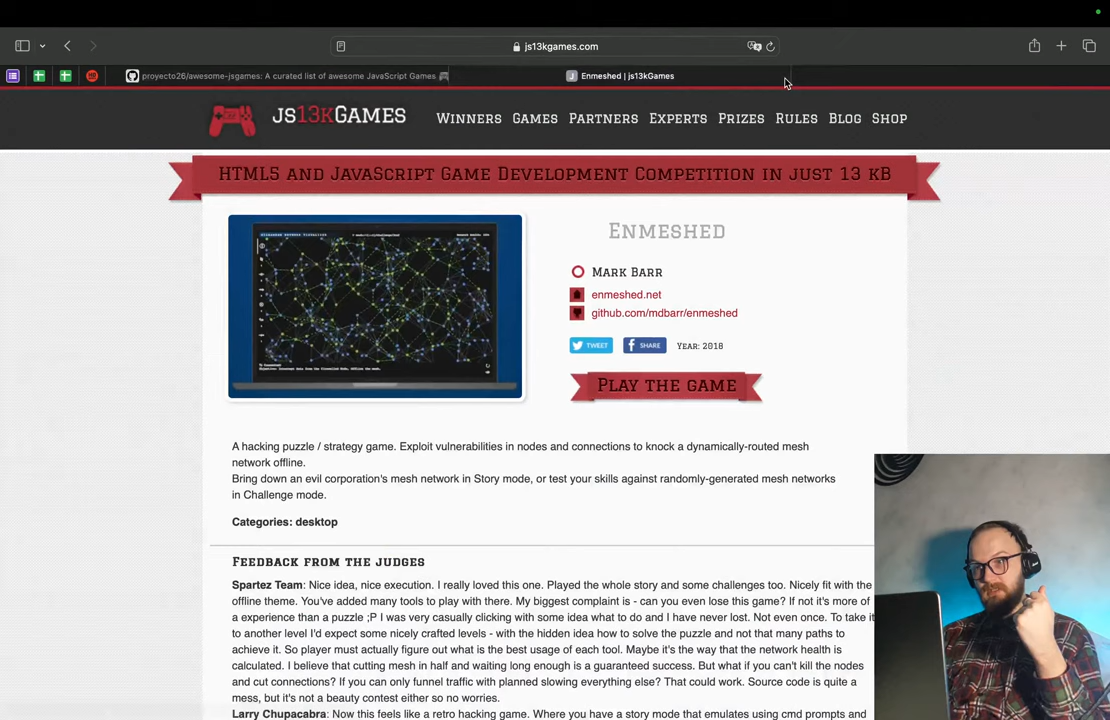 js13kgames.com
proyecto26/awesome-jsgames: A curated list of awesome JavaScript Games 🎮
J Enmeshed | js13kGames
JS13KGAMES
WINNERS GAMES PARTNERS EXPERTS PRIZES RULES BLOG SHOP
HTML5 AND JAVASCRIPT GAME DEVELOPMENT COMPETITION IN JUST 13 KB
ENMESHED
MARK BARR
enmeshed.net
github.com/mdbarr/enmeshed
TWEET SHARE YEAR: 2018
PLAY THE GAME
A hacking puzzle / strategy game. Exploit vulnerabilities in nodes and connections to knock a dynamically-routed mesh
network offline.
Bring down an evil corporation's mesh network in Story mode, or test your skills against randomly-generated mesh networks
in Challenge mode.
Categories: desktop
FEEDBACK FROM THE JUDGES
Spartez Team: Nice idea, nice execution. I really loved this one. Played the whole story and some challenges too. Nicely fit with the
offline theme. You've added many tools to play with there. My biggest complaint is - can you even lose this game? If not it's more of
a experience than a puzzle ;P I was very casually clicking with some idea what to do and I have never lost. Not even once. To take it
to another level I'd expect some nicely crafted levels - with the hidden idea how to solve the puzzle and not that many paths to
achieve it. So player must actually figure out what is the best usage of each tool. Maybe it's the way that the network health is
calculated. I believe that cutting mesh in half and waiting long enough is a guaranteed success. But what if you can't kill the nodes
and cut connections? If you can only funnel traffic with planned slowing everything else? That could work. Source code is quite a
mess, but it's not a beauty contest either so no worries.
Larry Chupacabra: Now this feels like a retro hacking game. Where you have a story mode that emulates using cmd prompts and